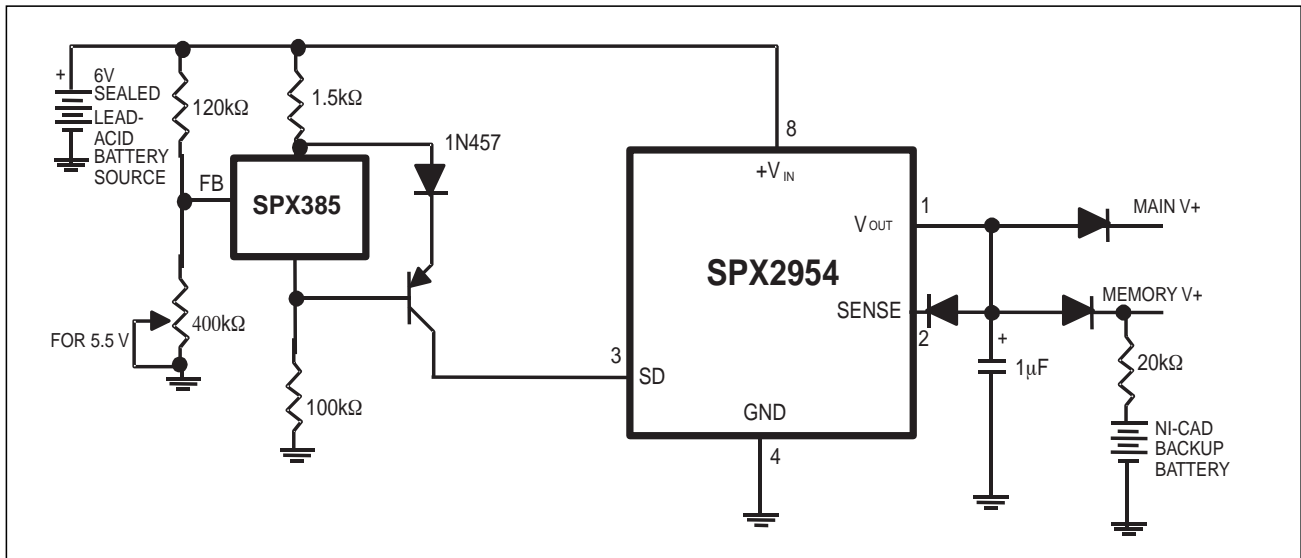 +
6V
SEALED
LEAD-
ACID
BATTERY
SOURCE
120kΩ
1.5kΩ
1N457
FB
SPX385
FOR 5.5 V
400kΩ
100kΩ
8
+VIN
1
VOUT
SPX2954
SENSE
2
3
SD
GND
4
MAIN V+
MEMORY V+
+
1µF
20kΩ
NI-CAD
BACKUP
BATTERY